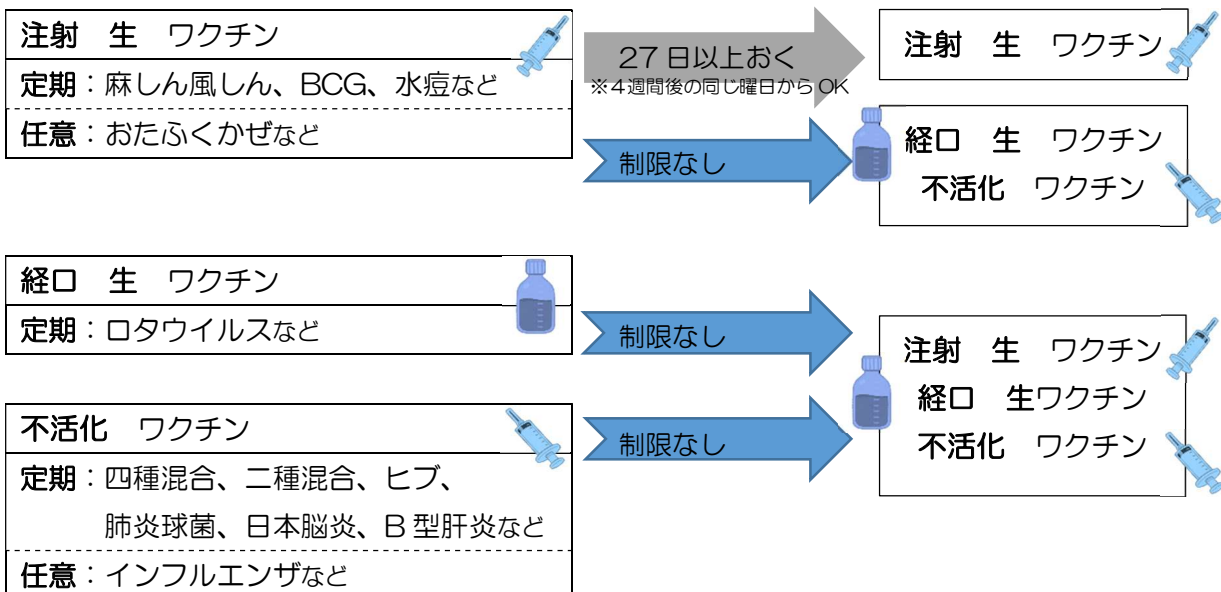 注射　生　ワクチン
定期：麻しん風しん、BCG、水痘など
任意：おたふくかぜなど
27日以上おく
※４週間後の同じ曜日からOK
注射　生　ワクチン
制限なし
経口　生　ワクチン
不活化　ワクチン
経口　生　ワクチン
定期：ロタウイルスなど
制限なし
不活化　ワクチン
定期：四種混合、二種混合、ヒブ、
肺炎球菌、日本脳炎、B型肝炎など
任意：インフルエンザなど
制限なし
注射　生　ワクチン
経口　生ワクチン
不活化　ワクチン